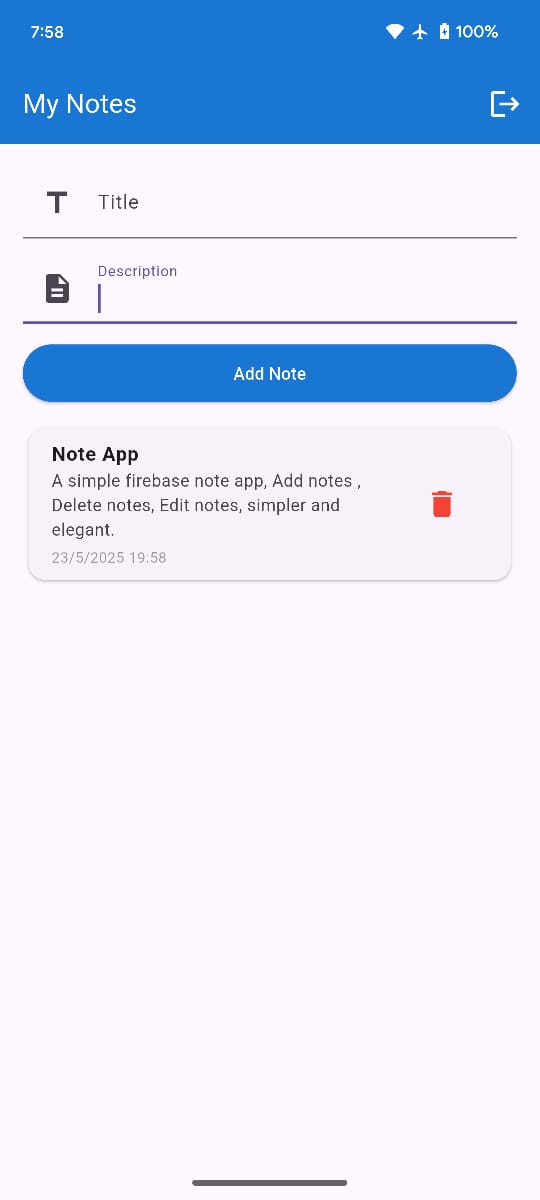 7:58 100%
My Notes
Title
Description
Add Note
Note App
A simple firebase note app, Add notes ,
Delete notes, Edit notes, simpler and
elegant.
23/5/2025 19:58